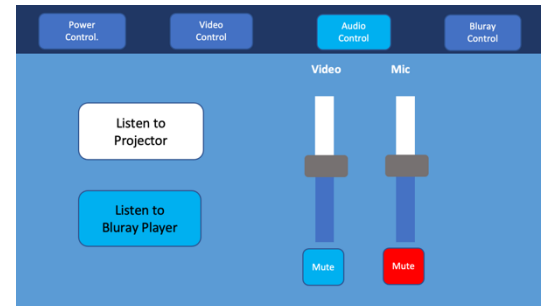 Power
Control.
Video
Control
Audio
Control
Bluray
Control
Video
Mic
Listen to
Projector
Listen to
Bluray Player
Mute
Mute